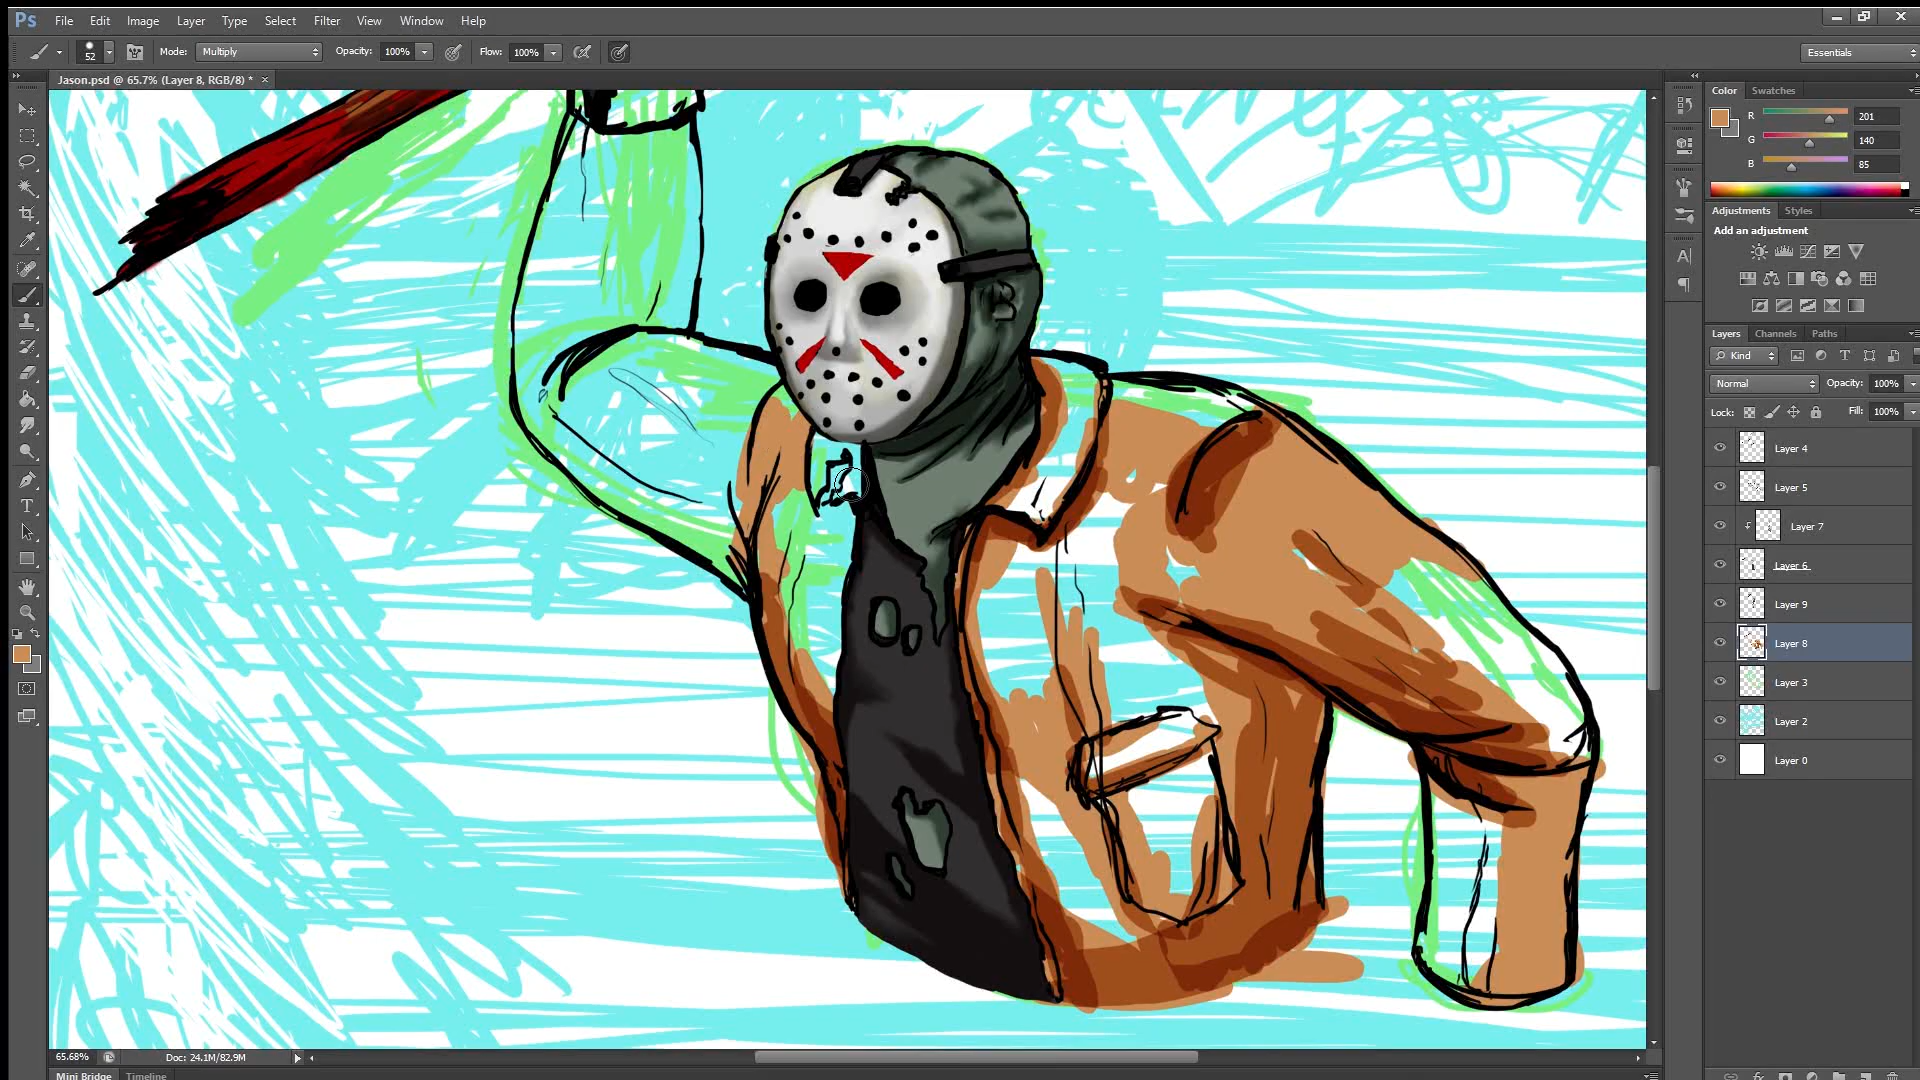 Ps File Edit Image Layer Type Select Filter View Window Help
52 Mode: Multiply Opacity: 100% Flow: 100% Essentials
Jason.psd @ 65.7% (Layer 8, RGB/8) * ×
Color Swatches
R 201
G 140
B 85
Adjustments Styles
Add an adjustment
Layers Channels Paths
Kind
Normal Opacity: 100%
Lock: Fill: 100%
Layer 4
Layer 5
Layer 7
Layer 6
Layer 9
Layer 8
Layer 3
Layer 2
Layer 0
65.68% Doc: 24.1M/82.9M
Mini Bridge Timeline